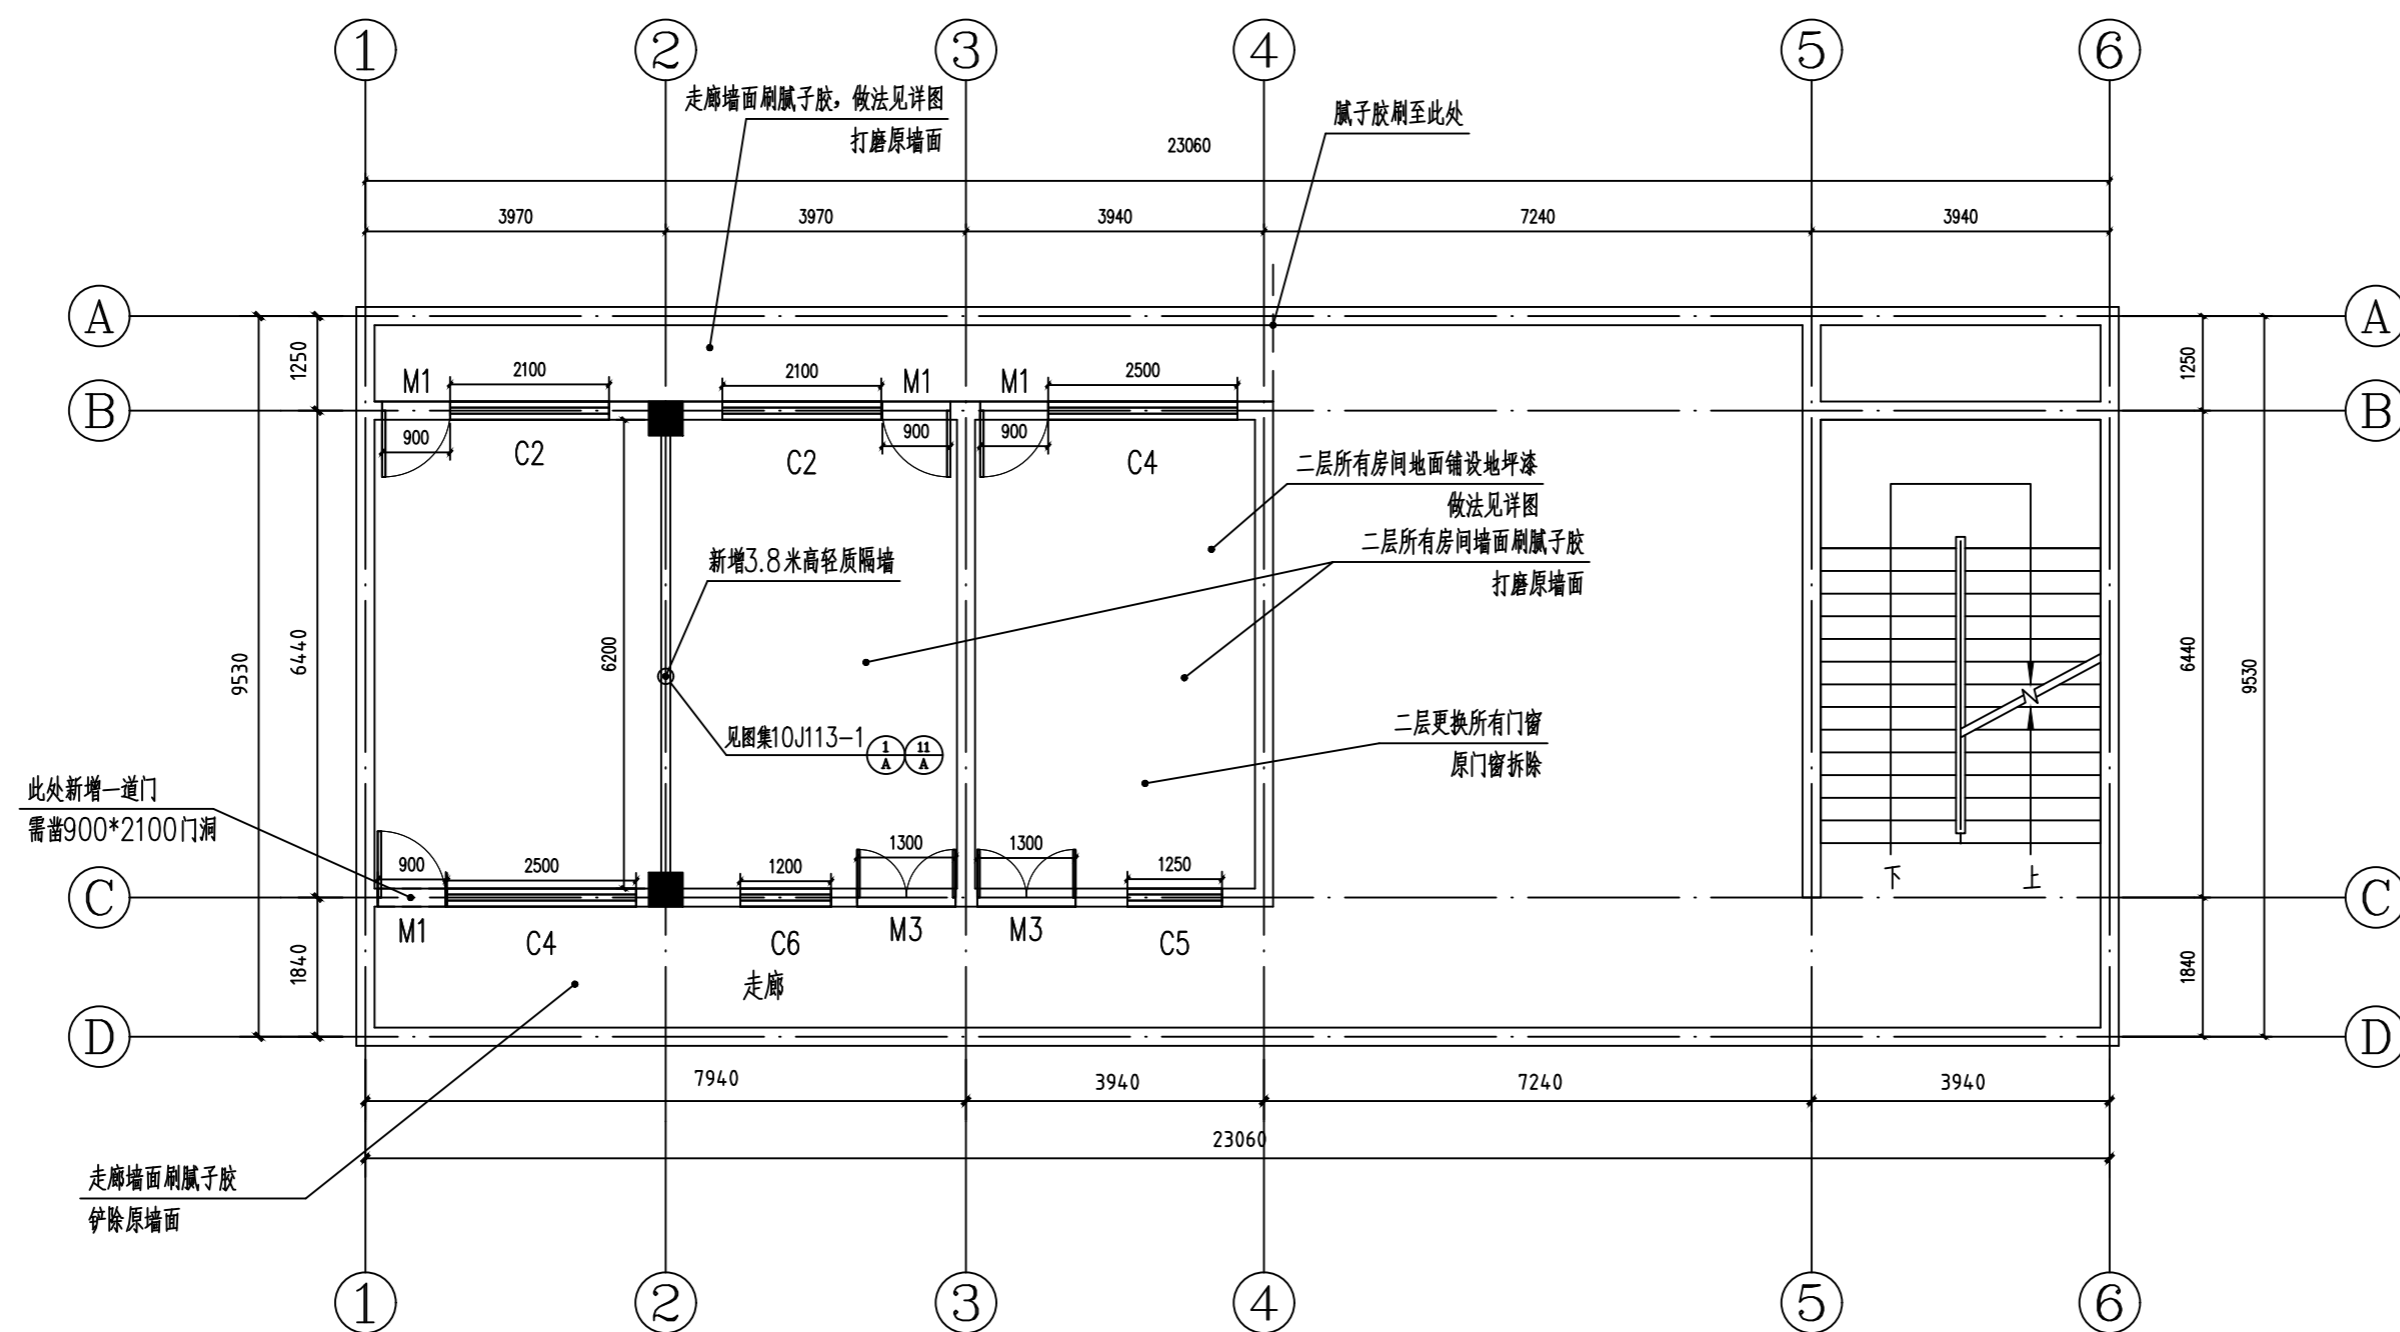 1 2 3 4 5 6
走廊墙面刷腻子胶，做法见详图
打磨原墙面
腻子胶刷至此处
23060
3970 3970 3940 7240 3940
A A
1250 1250
M1 2100 2100 M1 M1 2500
B B
900 C2 C2 900 900 C4
二层所有房间地面铺设地坪漆
做法见详图
二层所有房间墙面刷腻子胶
打磨原墙面
新增3.8米高轻质隔墙
9530 6440 6200 6440 9530
二层更换所有门窗
原门窗拆除
见图集10J113-1 1 A 11 A
此处新增一道门
需凿900*2100门洞
900 2500 1200 1300 1300 1250
下 上
C C
M1 C4 C6 M3 M3 C5
走廊
1840 1840
D D
7940 3940 7240 3940
23060
走廊墙面刷腻子胶
铲除原墙面
1 2 3 4 5 6